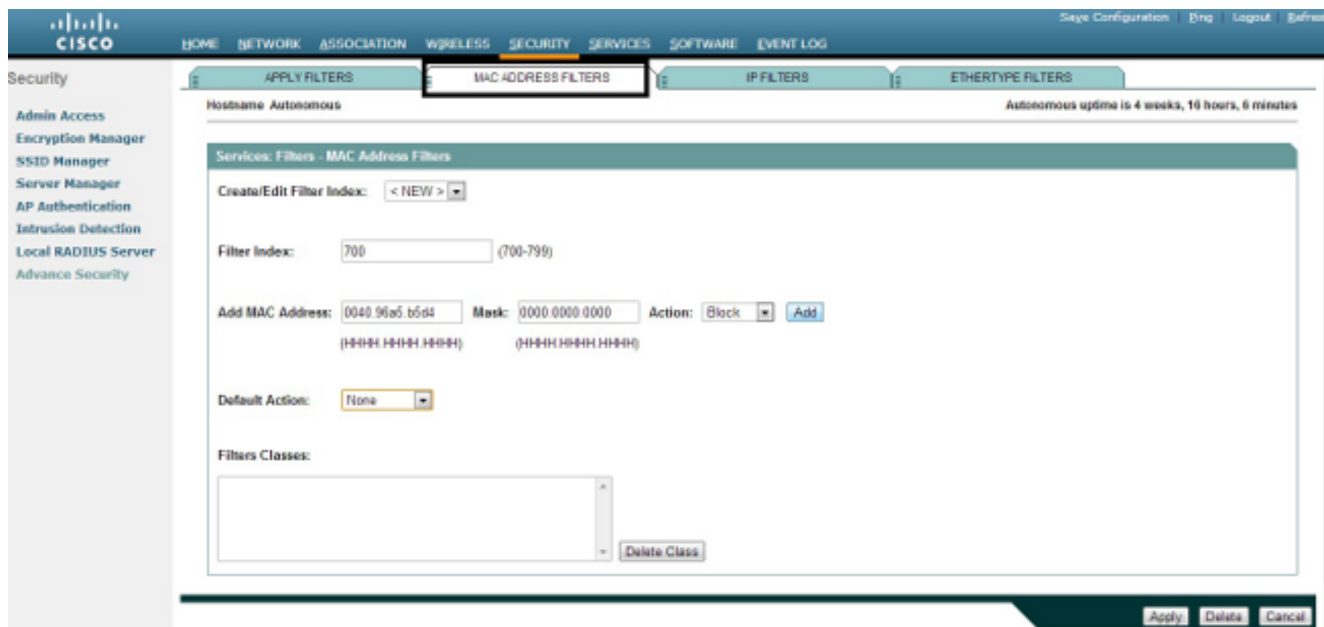 Save Configuration | Ping | Logout | Refresh
CISCO
HOME NETWORK ASSOCIATION WIRELESS SECURITY SERVICES SOFTWARE EVENT LOG
Security
APPLY FILTERS MAC ADDRESS FILTERS IP FILTERS ETHERTYPE FILTERS
Hostname Autonomous Autonomous uptime is 4 weeks, 16 hours, 6 minutes
Admin Access
Encryption Manager
SSID Manager
Server Manager
AP Authentication
Intrusion Detection
Local RADIUS Server
Advance Security
Services: Filters - MAC Address Filters
Create/Edit Filter Index: < NEW >
Filter Index: 700 (700-799)
Add MAC Address: 0040.96a5.b5d4 Mask: 0000.0000.0000 Action: Block Add
(HHHH.HHHH.HHHH) (HHHH.HHHH.HHHH)
Default Action: None
Filters Classes:
Delete Class
Apply Delete Cancel